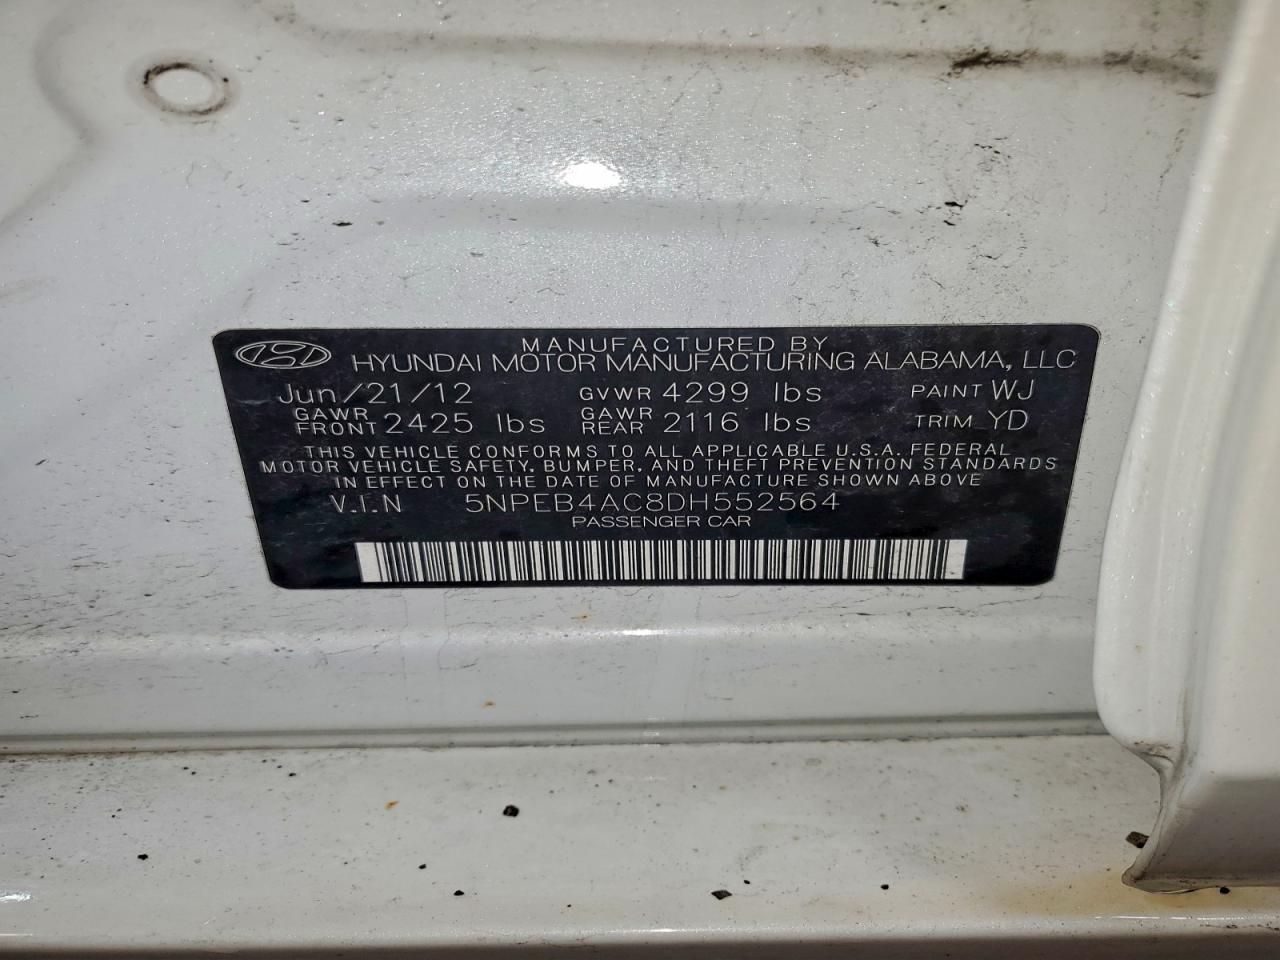 MANUFACTURED BY
HYUNDAI MOTOR MANUFACTURING ALABAMA, LLC
Jun/21/12 GVWR 4299 lbs PAINT WJ
GAWR FRONT 2425 lbs GAWR REAR 2116 lbs TRIM YD
THIS VEHICLE CONFORMS TO ALL APPLICABLE U.S.A. FEDERAL
MOTOR VEHICLE SAFETY, BUMPER, AND THEFT PREVENTION STANDARDS
IN EFFECT ON THE DATE OF MANUFACTURE SHOWN ABOVE
V.I.N 5NPEB4AC8DH552564
PASSENGER CAR